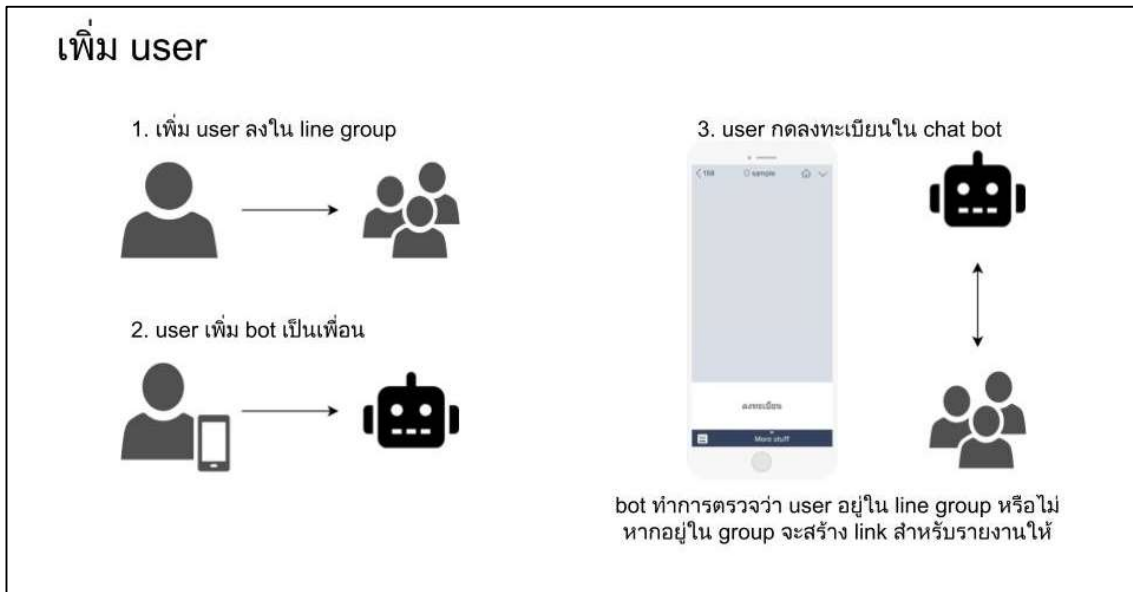 เพิ่ม user
1. เพิ่ม user ลงใน line group
2. user เพิ่ม bot เป็นเพื่อน
3. user กดลงทะเบียนใน chat bot
168
sample
ลงทะเบียน
More stuff
bot ทำการตรวจว่า user อยู่ใน line group หรือไม่
หากอยู่ใน group จะสร้าง link สำหรับรายงานให้